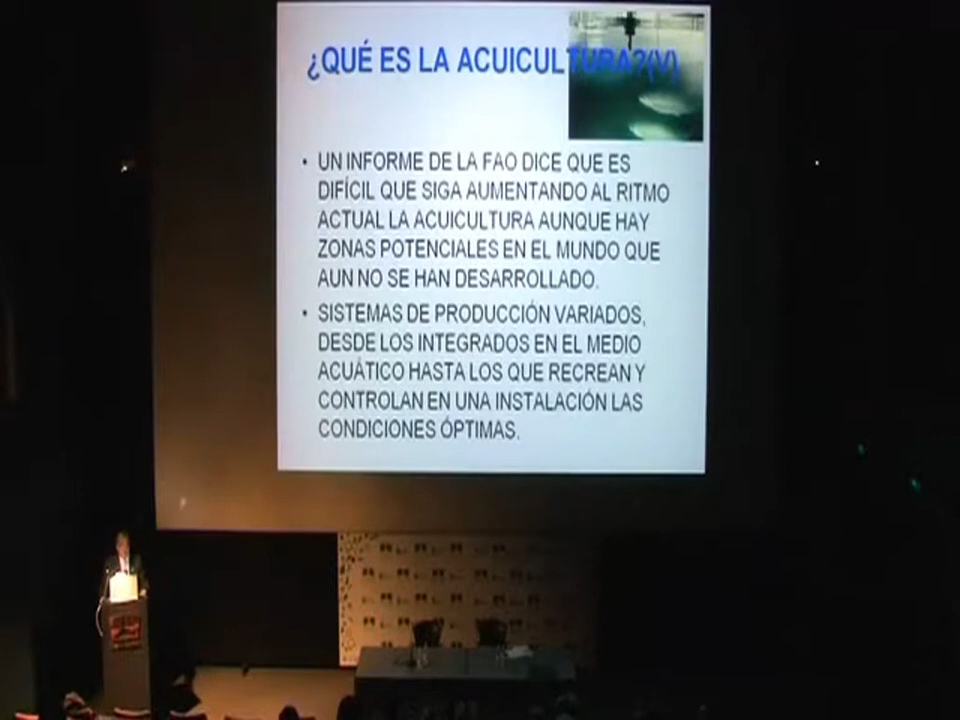 ¿QUÉ ES LA ACUICULTURA?(V)
• UN INFORME DE LA FAO DICE QUE ES
DIFÍCIL QUE SIGA AUMENTANDO AL RITMO
ACTUAL LA ACUICULTURA AUNQUE HAY
ZONAS POTENCIALES EN EL MUNDO QUE
AUN NO SE HAN DESARROLLADO.
• SISTEMAS DE PRODUCCIÓN VARIADOS,
DESDE LOS INTEGRADOS EN EL MEDIO
ACUÁTICO HASTA LOS QUE RECREAN Y
CONTROLAN EN UNA INSTALACIÓN LAS
CONDICIONES ÓPTIMAS.